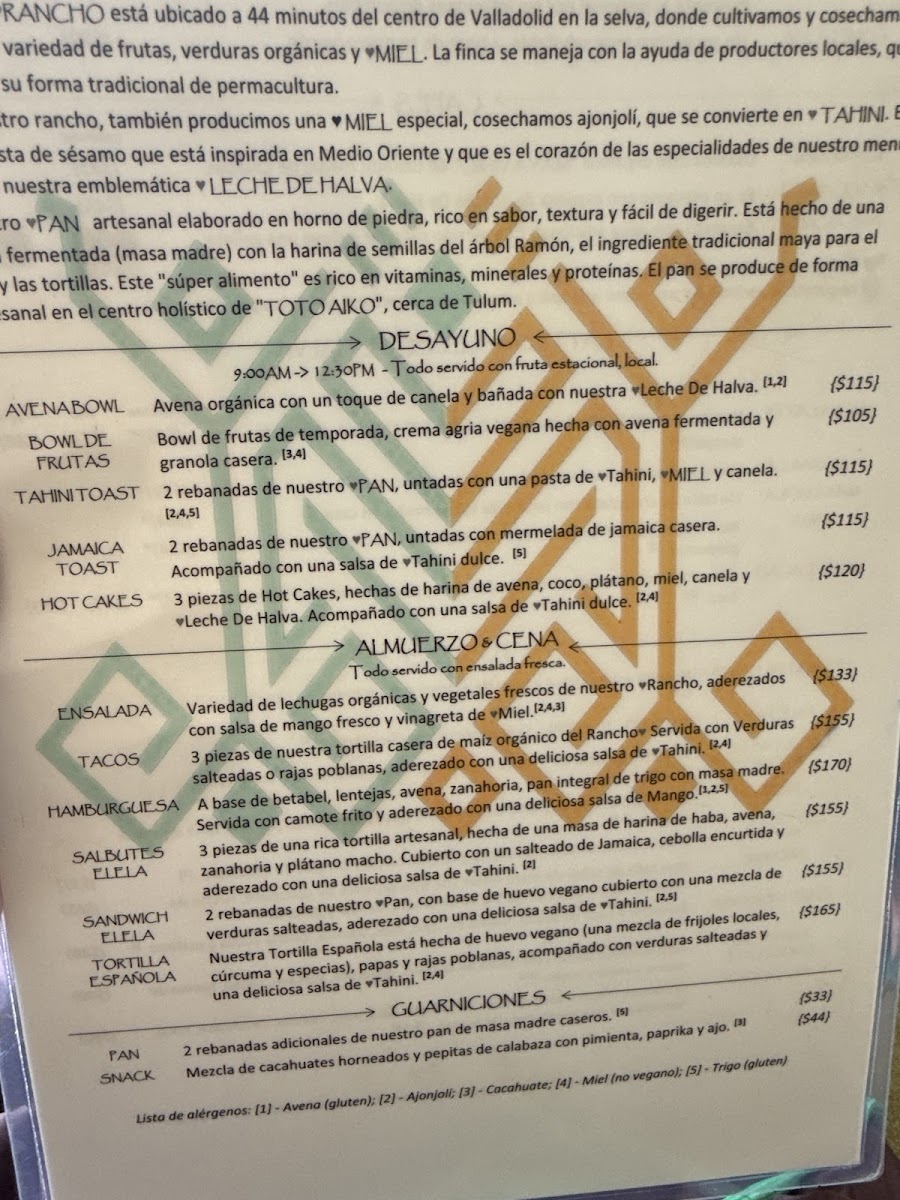 RANCHO está ubicado a 44 minutos del centro de Valladolid en la selva, donde cultivamos y cosecham
variedad de frutas, verduras orgánicas y ♥MIEL. La finca se maneja con la ayuda de productores locales, qu
su forma tradicional de permacultura.
tro rancho, también producimos una ♥MIEL especial, cosechamos ajonjolí, que se convierte en ♥TAHINI. E
sta de sésamo que está inspirada en Medio Oriente y que es el corazón de las especialidades de nuestro men
nuestra emblemática ♥LECHE DE HALVA.
tro ♥PAN artesanal elaborado en horno de piedra, rico en sabor, textura y fácil de digerir. Está hecho de una
fermentada (masa madre) con la harina de semillas del árbol Ramón, el ingrediente tradicional maya para el
y las tortillas. Este "súper alimento" es rico en vitaminas, minerales y proteínas. El pan se produce de forma
esanal en el centro holístico de "TOTO AIKO", cerca de Tulum.
DESAYUNO
9:00AM -> 12:30PM - Todo servido con fruta estacional, local.
AVENA BOWL Avena orgánica con un toque de canela y bañada con nuestra ♥Leche De Halva. [1,2] {$115}
BOWL DE FRUTAS Bowl de frutas de temporada, crema agria vegana hecha con avena fermentada y {$105}
granola casera. [3,4]
TAHINI TOAST 2 rebanadas de nuestro ♥PAN, untadas con una pasta de ♥Tahini, ♥MIEL y canela. {$115}
[2,4,5]
JAMAICA TOAST 2 rebanadas de nuestro ♥PAN, untadas con mermelada de jamaica casera. {$115}
Acompañado con una salsa de ♥Tahini dulce. [5]
HOT CAKES 3 piezas de Hot Cakes, hechas de harina de avena, coco, plátano, miel, canela y {$120}
♥Leche De Halva. Acompañado con una salsa de ♥Tahini dulce. [2,4]
ALMUERZO & CENA
Todo servido con ensalada fresca.
ENSALADA Variedad de lechugas orgánicas y vegetales frescos de nuestro ♥Rancho, aderezados {$133}
con salsa de mango fresco y vinagreta de ♥Miel.[2,4,3]
TACOS 3 piezas de nuestra tortilla casera de maíz orgánico del Rancho♥ Servida con Verduras {$155}
salteadas o rajas poblanas, aderezado con una deliciosa salsa de ♥Tahini. [2,4]
HAMBURGUESA A base de betabel, lentejas, avena, zanahoria, pan integral de trigo con masa madre. {$170}
Servida con camote frito y aderezado con una deliciosa salsa de Mango.[1,2,5]
SALBUTES ELELA 3 piezas de una rica tortilla artesanal, hecha de una masa de harina de haba, avena, {$155}
zanahoria y plátano macho. Cubierto con un salteado de Jamaica, cebolla encurtida y
aderezado con una deliciosa salsa de ♥Tahini. [2]
SANDWICH ELELA 2 rebanadas de nuestro ♥Pan, con base de huevo vegano cubierto con una mezcla de {$155}
verduras salteadas, aderezado con una deliciosa salsa de ♥Tahini. [2,5]
TORTILLA ESPAÑOLA Nuestra Tortilla Española está hecha de huevo vegano (una mezcla de frijoles locales, {$165}
cúrcuma y especias), papas y rajas poblanas, acompañado con verduras salteadas y
una deliciosa salsa de ♥Tahini. [2,4]
GUARNICIONES
PAN 2 rebanadas adicionales de nuestro pan de masa madre caseros. [5] {$33}
SNACK Mezcla de cacahuates horneados y pepitas de calabaza con pimienta, paprika y ajo. [3] {$44}
Lista de alérgenos: [1] - Avena (gluten); [2] - Ajonjolí; [3] - Cacahuate; [4] - Miel (no vegano); [5] - Trigo (gluten)